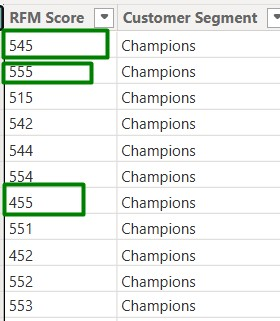 RFM Score Customer Segment
545 Champions
555 Champions
515 Champions
542 Champions
544 Champions
554 Champions
455 Champions
551 Champions
452 Champions
552 Champions
553 Champions